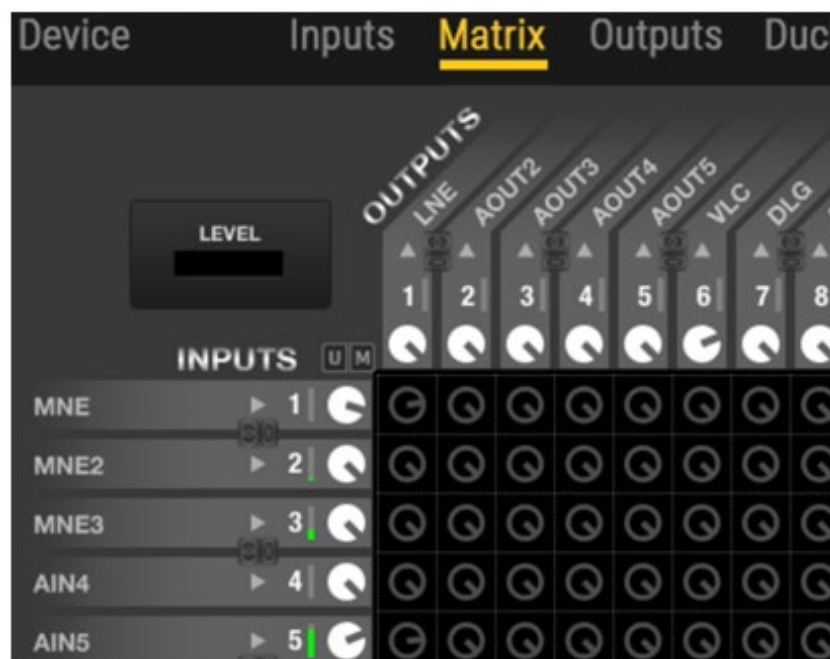 Device Inputs Matrix Outputs Duc
OUTPUTS
LNE AOUT2 AOUT3 AOUT4 AOUT5 VLC DLG
LEVEL
1 2 3 4 5 6 7 8
INPUTS U M
MNE 1
MNE2 2
MNE3 3
AIN4 4
AIN5 5